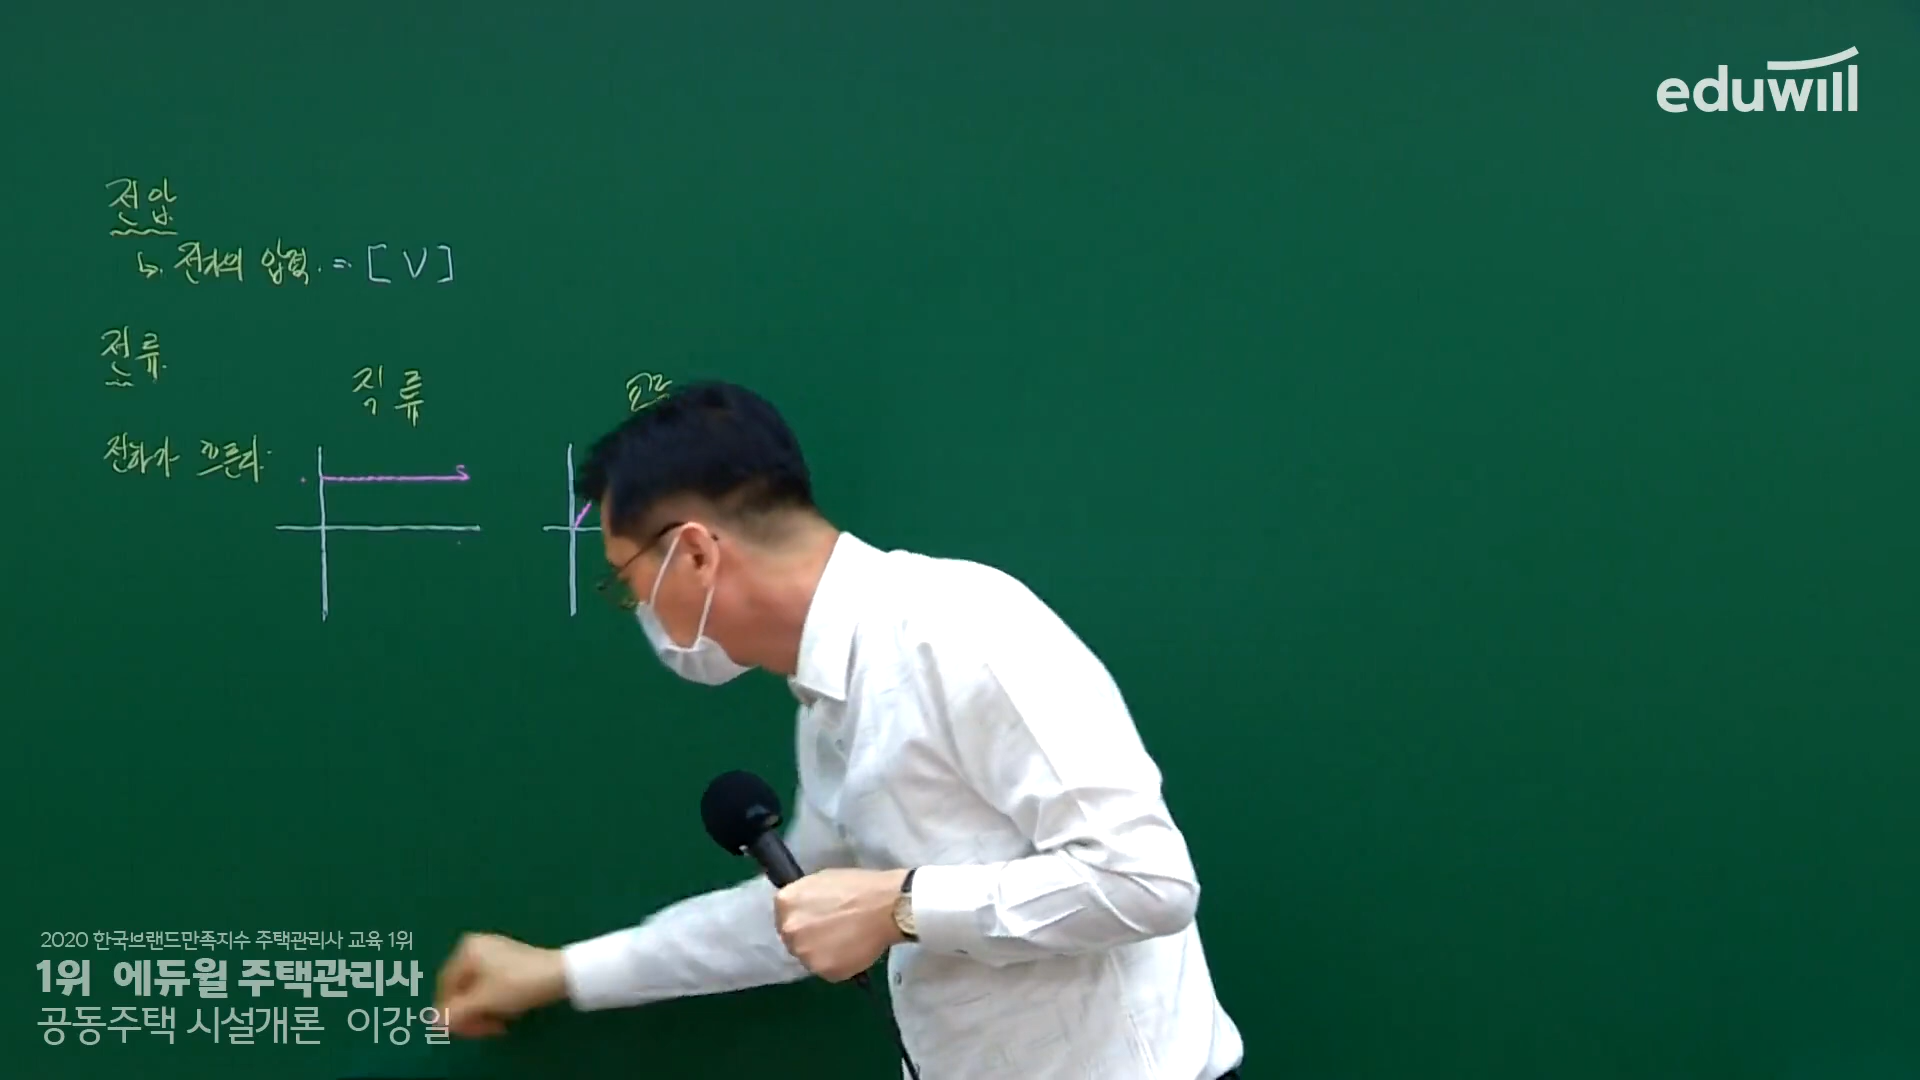 eduwill
전압
↳ 전자의 압력 = [V]
전류
직류
전하가 흐른다
2020 한국브랜드만족지수 주택관리사 교육 1위
1위 에듀윌 주택관리사
공동주택 시설개론 이강일